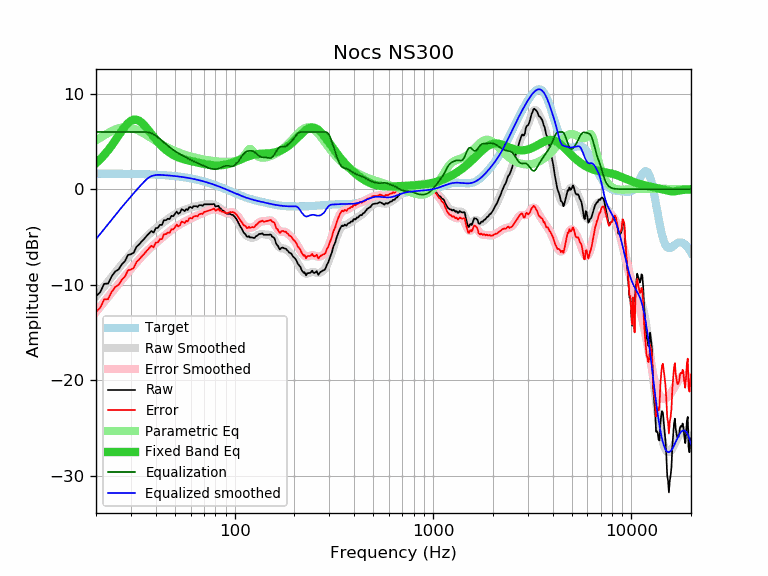 Nocs NS300
10
0
−10
−20
−30
Amplitude (dBr)
Target
Raw Smoothed
Error Smoothed
Raw
Error
Parametric Eq
Fixed Band Eq
Equalization
Equalized smoothed
100
1000
10000
Frequency (Hz)